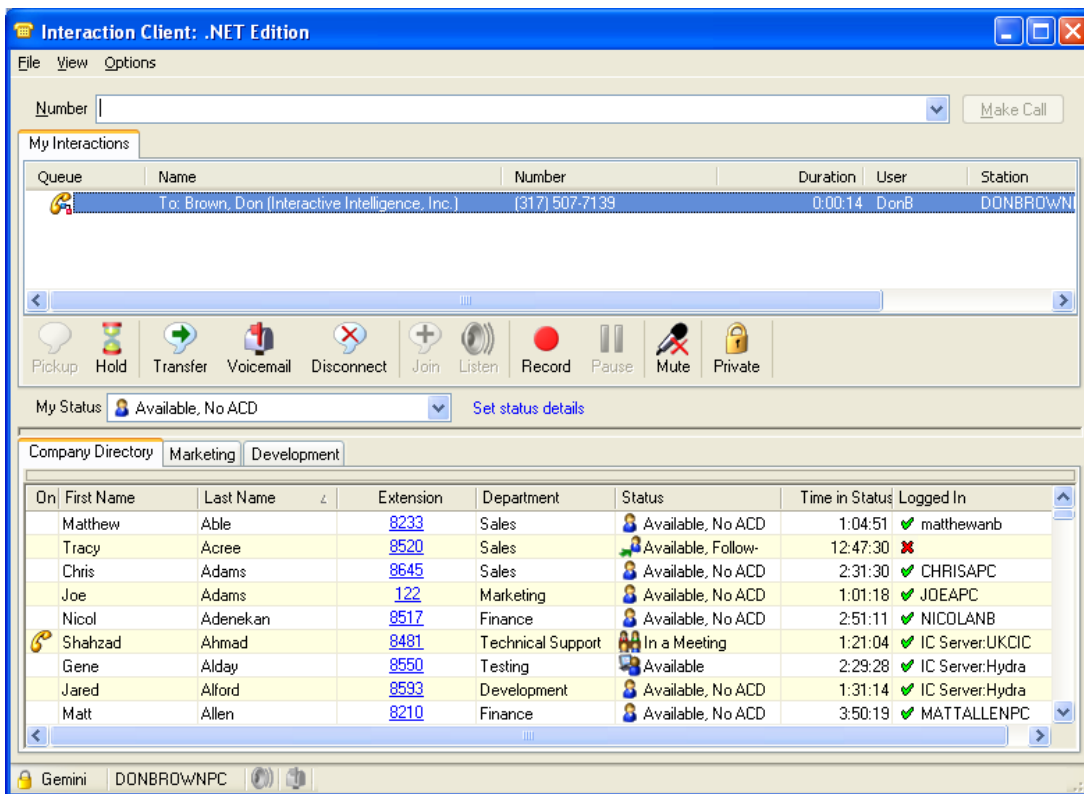 Interaction Client: .NET Edition
File View Options
Number Make Call
My Interactions
Queue Name Number Duration User Station
To: Brown, Don (Interactive Intelligence, Inc.) (317) 507-7139 0:00:14 DonB DONBROWN
Pickup Hold Transfer Voicemail Disconnect Join Listen Record Pause Mute Private
My Status Available, No ACD Set status details
Company Directory Marketing Development
On First Name Last Name Extension Department Status Time in Status Logged In
Matthew Able 8233 Sales Available, No ACD 1:04:51 matthewanb
Tracy Acree 8520 Sales Available, Follow- 12:47:30
Chris Adams 8645 Sales Available, No ACD 2:31:30 CHRISAPC
Joe Adams 122 Marketing Available, No ACD 1:01:18 JOEAPC
Nicol Adenekan 8517 Finance Available, No ACD 2:51:11 NICOLANB
Shahzad Ahmad 8481 Technical Support In a Meeting 1:21:04 IC Server:UKCIC
Gene Alday 8550 Testing Available 2:29:28 IC Server:Hydra
Jared Alford 8593 Development Available, No ACD 1:31:14 IC Server:Hydra
Matt Allen 8210 Finance Available, No ACD 3:50:19 MATTALLENPC
Gemini DONBROWNPC